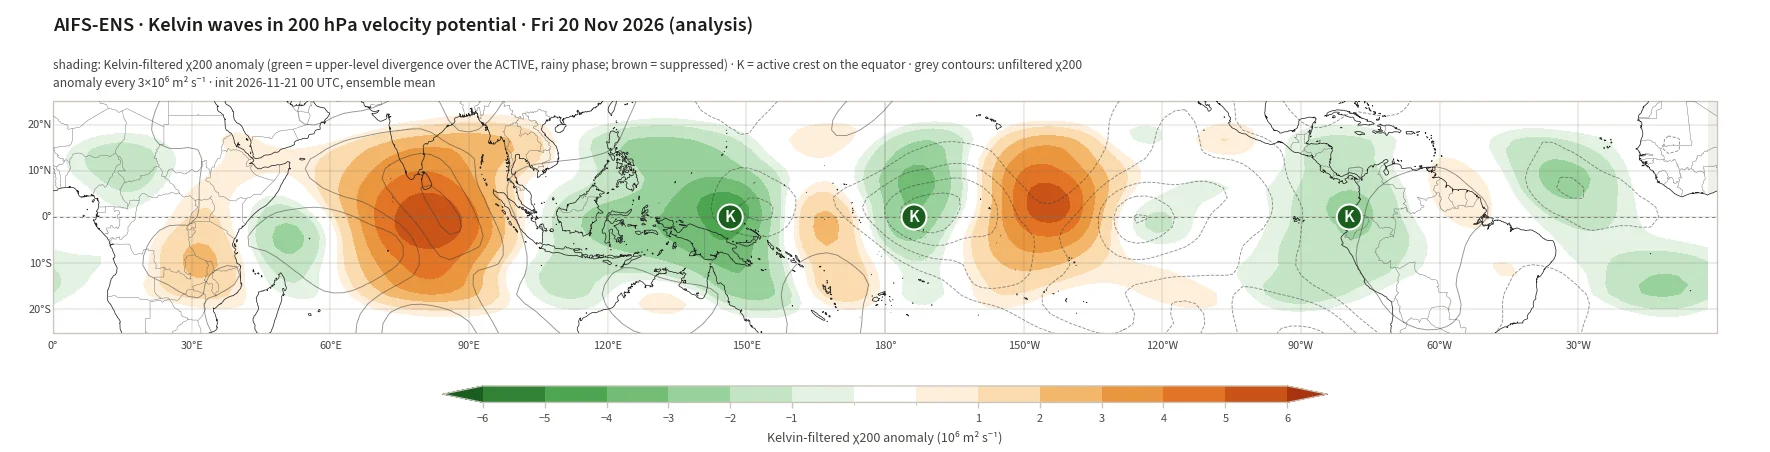 AIFS-ENS · Kelvin waves in 200 hPa velocity potential · Fri 20 Nov 2026 (analysis)
shading: Kelvin-filtered χ200 anomaly (green = upper-level divergence over the ACTIVE, rainy phase; brown = suppressed) · K = active crest on the equator · grey contours: unfiltered χ200
anomaly every 3×10⁶ m² s⁻¹ · init 2026-11-21 00 UTC, ensemble mean
20°N
10°N
0°
10°S
20°S
K K K
0° 30°E 60°E 90°E 120°E 150°E 180° 150°W 120°W 90°W 60°W 30°W
−6 −5 −4 −3 −2 −1 1 2 3 4 5 6
Kelvin-filtered χ200 anomaly (10⁶ m² s⁻¹)